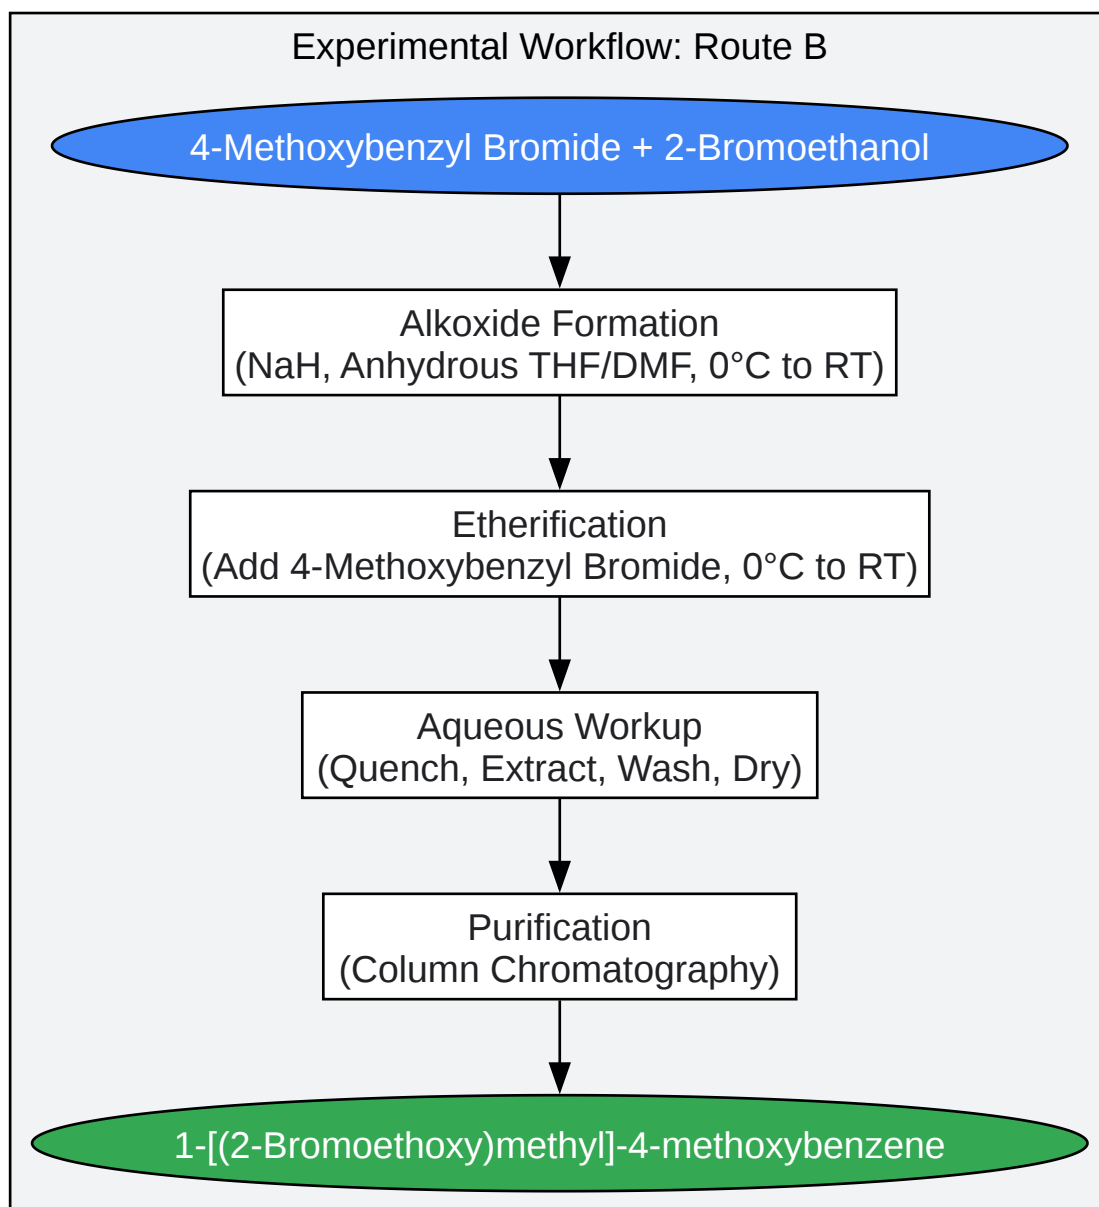 Experimental Workflow: Route B
4-Methoxybenzyl Bromide + 2-Bromoethanol
Alkoxide Formation
(NaH, Anhydrous THF/DMF, 0°C to RT)
Etherification
(Add 4-Methoxybenzyl Bromide, 0°C to RT)
Aqueous Workup
(Quench, Extract, Wash, Dry)
Purification
(Column Chromatography)
1-[(2-Bromoethoxy)methyl]-4-methoxybenzene